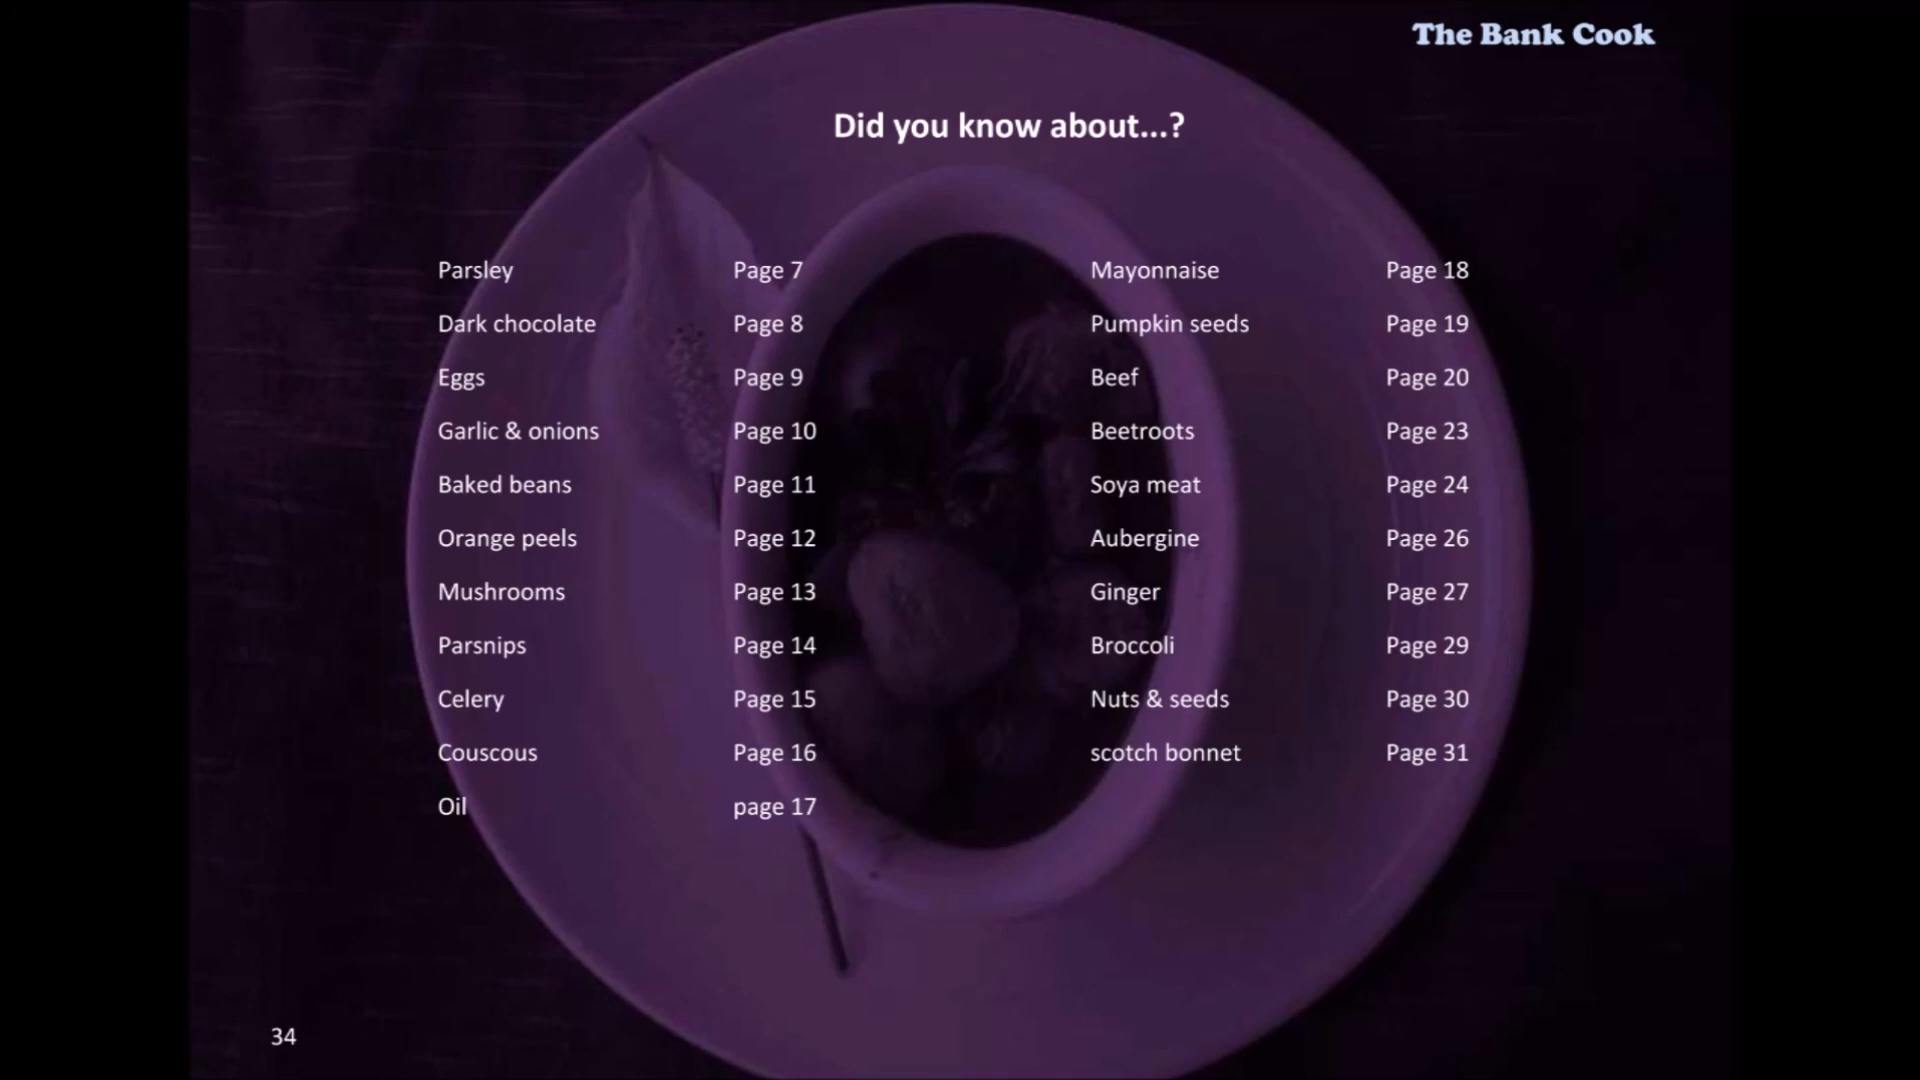 The Bank Cook
Did you know about...?
Parsley Page 7
Dark chocolate Page 8
Eggs Page 9
Garlic & onions Page 10
Baked beans Page 11
Orange peels Page 12
Mushrooms Page 13
Parsnips Page 14
Celery Page 15
Couscous Page 16
Oil page 17
Mayonnaise Page 18
Pumpkin seeds Page 19
Beef Page 20
Beetroots Page 23
Soya meat Page 24
Aubergine Page 26
Ginger Page 27
Broccoli Page 29
Nuts & seeds Page 30
scotch bonnet Page 31
34